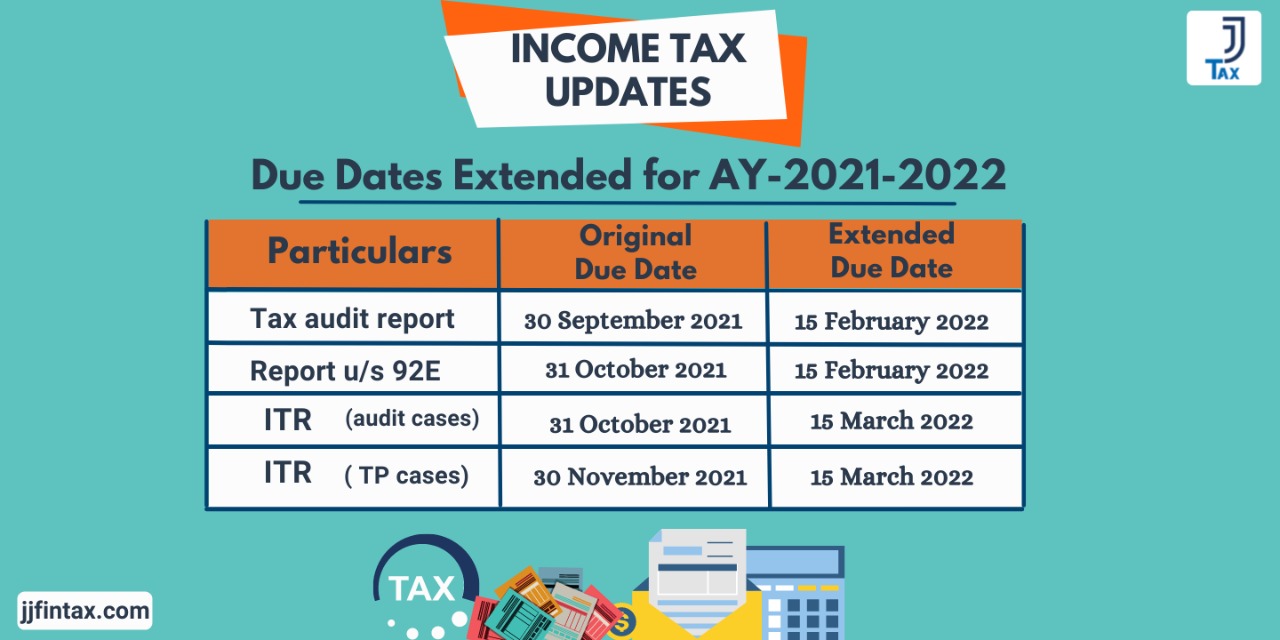 INCOME TAX
UPDATES
J
TAX
Due Dates Extended for AY-2021-2022
Particulars
Original
Due Date
Extended
Due Date
Tax audit report
30 September 2021
15 February 2022
Report u/s 92E
31 October 2021
15 February 2022
ITR (audit cases)
31 October 2021
15 March 2022
ITR ( TP cases)
30 November 2021
15 March 2022
TAX
$
jjfintax.com